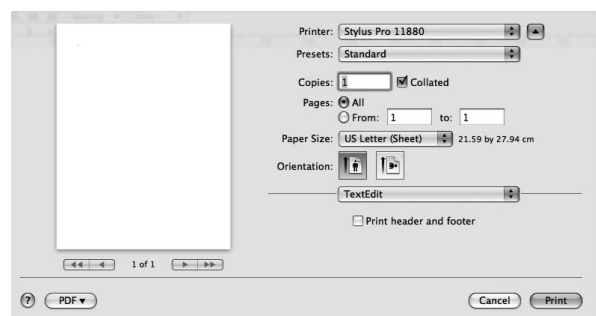 Printer: Stylus Pro 11880
Presets: Standard
Copies: 1 Collated
Pages: All
From: 1 to: 1
Paper Size: US Letter (Sheet) 21.59 by 27.94 cm
Orientation:
TextEdit
Print header and footer
1 of 1
? PDF▼ Cancel Print